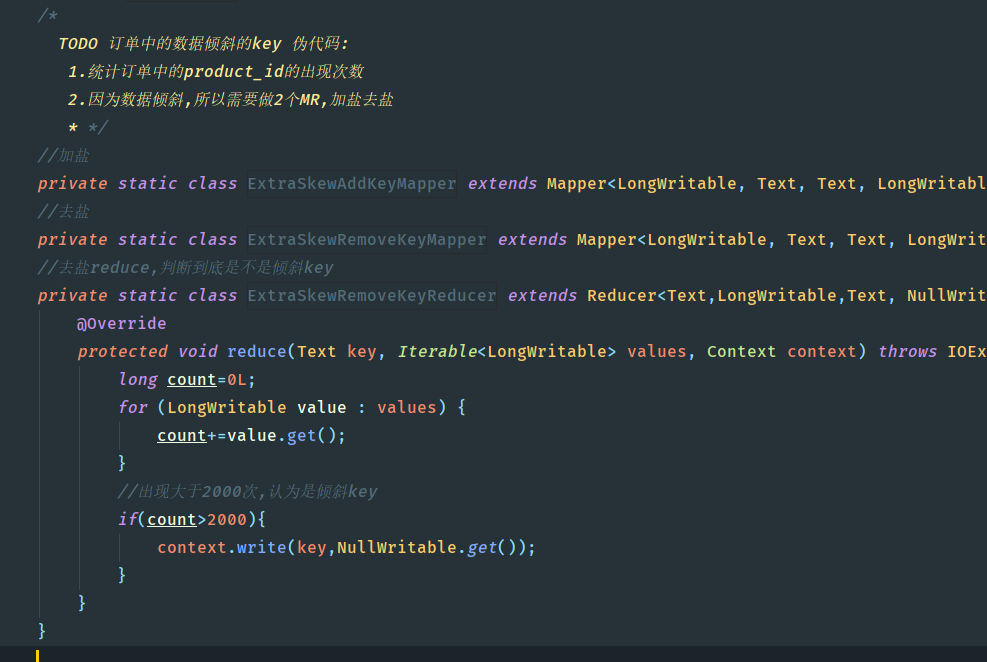 /*
TODO 订单中的数据倾斜的key 伪代码:
1.统计订单中的product_id的出现次数
2.因为数据倾斜,所以需要做2个MR,加盐去盐
* */
//加盐
private static class ExtraSkewAddKeyMapper extends Mapper<LongWritable, Text, Text, LongWritabl
//去盐
private static class ExtraSkewRemoveKeyMapper extends Mapper<LongWritable, Text, Text, LongWrit
//去盐reduce,判断到底是不是倾斜key
private static class ExtraSkewRemoveKeyReducer extends Reducer<Text,LongWritable,Text, NullWrit
@Override
protected void reduce(Text key, Iterable<LongWritable> values, Context context) throws IOEx
long count=0L;
for (LongWritable value : values) {
count+=value.get();
}
//出现大于2000次,认为是倾斜key
if(count>2000){
context.write(key,NullWritable.get());
}
}
}